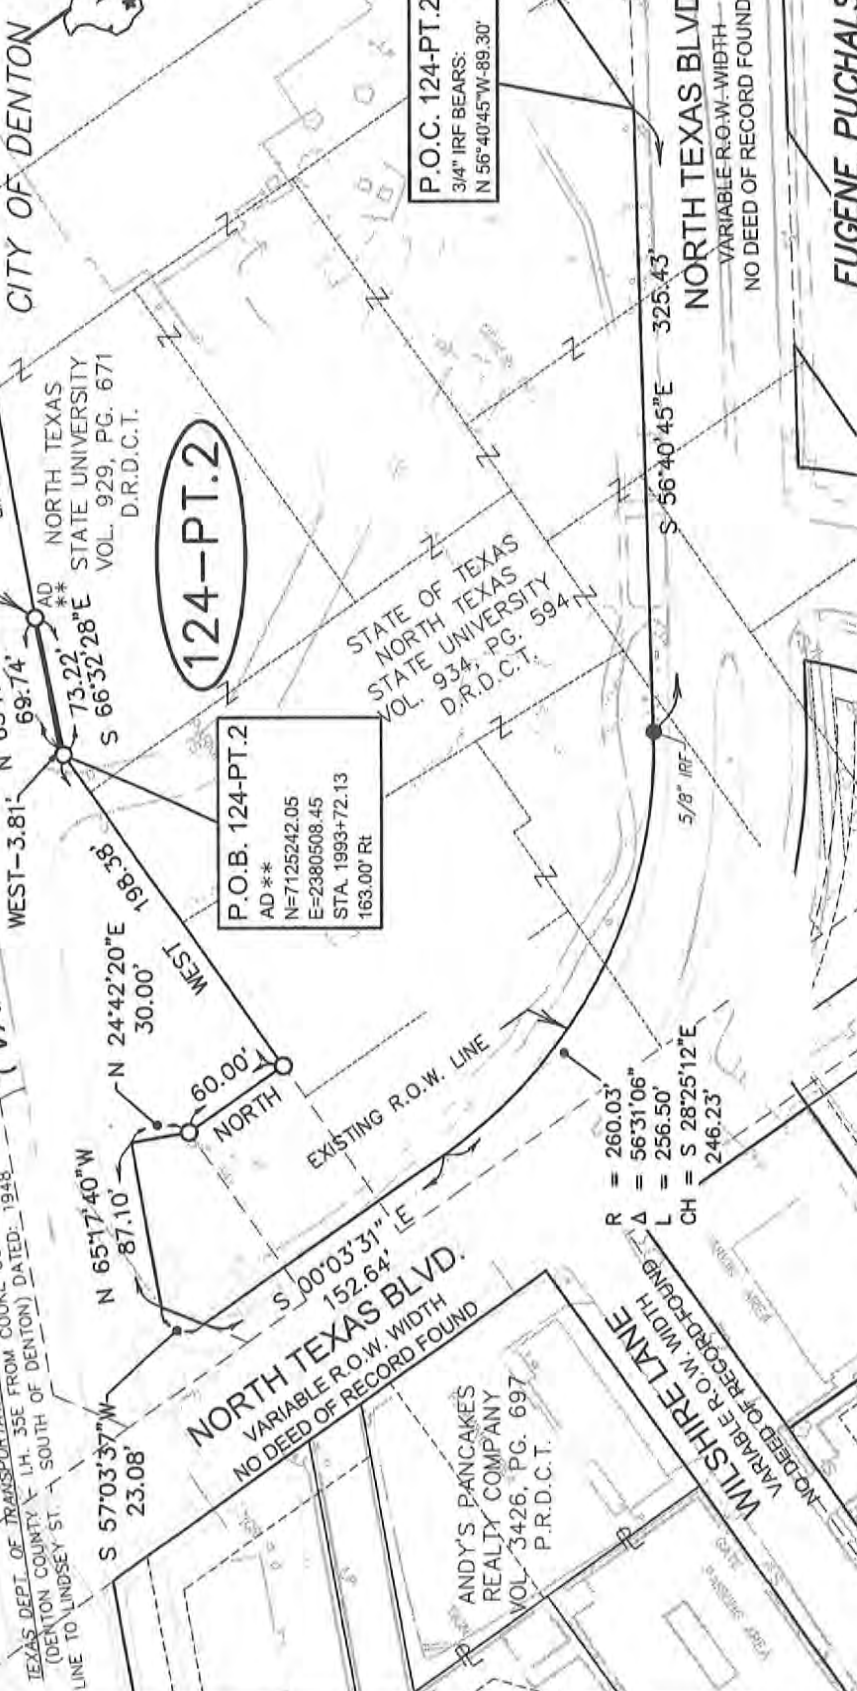 CITY OF DENTON
P.O.C. 124-PT.2
3/4" IRF BEARS:
N 56°40'45"W-89.30'
NORTH TEXAS BLVD
VARIABLE R.O.W. WIDTH
NO DEED OF RECORD FOUND
EUGENE PUCHALS
NORTH TEXAS
STATE UNIVERSITY
VOL. 929, PG. 671
D.R.D.C.T.
124-PT.2
AD
**
69.74'
73.22'
S 66°32'28"E
WEST-3.81'
STATE OF TEXAS
NORTH TEXAS
STATE UNIVERSITY
VOL. 934, PG. 594
D.R.D.C.T.
S 56°40'45"E 325.43'
P.O.B. 124-PT.2
AD **
N=7125242.05
E=2380508.45
STA. 1993+72.13
163.00' Rt
5/8" IRF
198.38'
WEST
N 24°42'20"E
30.00'
60.00'
NORTH
N 65°17'40"W
87.10'
EXISTING R.O.W. LINE
R = 260.03'
Δ = 56°31'06"
L = 256.50'
CH = S 28°25'12"E
246.23'
S 00°03'31" E
152.64'
NORTH TEXAS BLVD.
VARIABLE R.O.W. WIDTH
NO DEED OF RECORD FOUND
S 57°03'37"W
23.08'
TEXAS DEPT. OF TRANSPORTA
(DENTON COUNTY - I.H. 35E FROM COOKE
LINE TO LINDSEY ST. - SOUTH OF DENTON) DATED: 1948
ANDY'S PANCAKES
REALTY COMPANY
VOL 3426, PG. 697
P.R.D.C.T.
WILSHIRE LANE
VARIABLE R.O.W. WIDTH
NO DEED OF RECORD FOUND
PARKING AREA
GATE
PARKING AREA